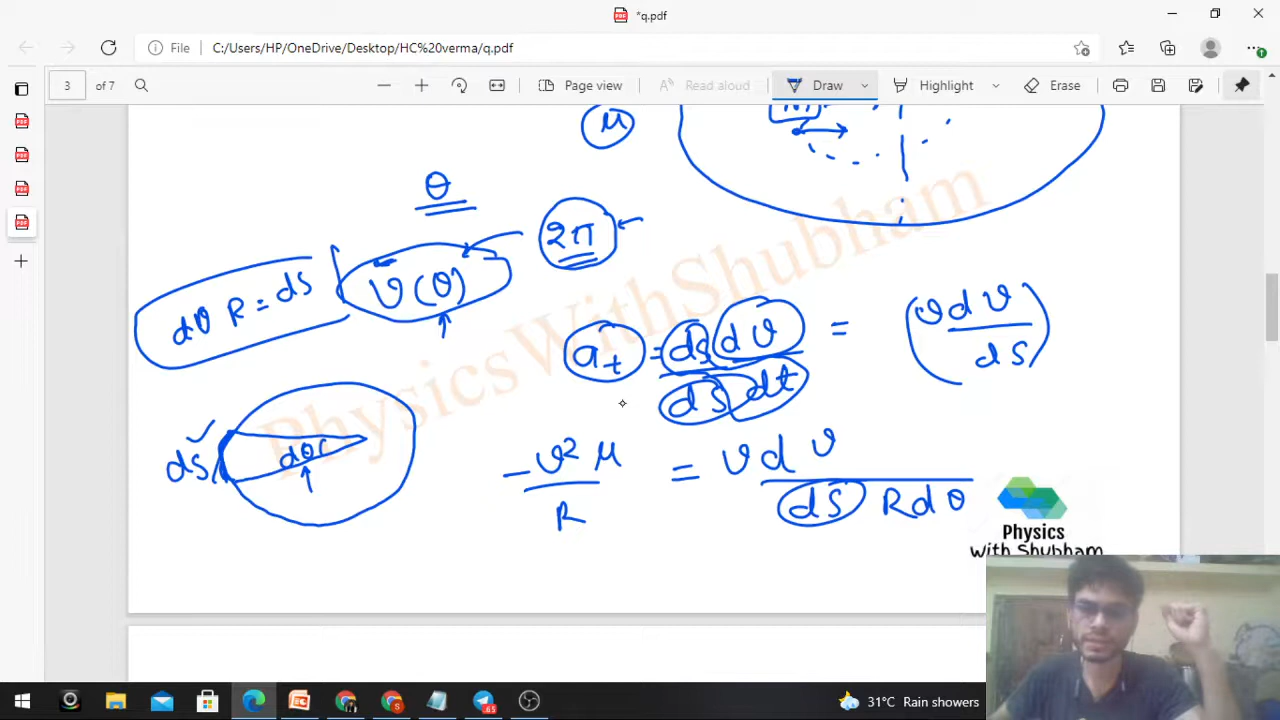 *q.pdf
File C:/Users/HP/OneDrive/Desktop/HC%20verma/q.pdf
3 of 7 Page view Read aloud Draw Highlight Erase
μ
θ
2π
v(θ)
dθ R = ds
a_t = ds dv / ds dt = (v dv / ds)
ds dθ
-v² μ / R = v dv / ds R dθ
PhysicsWithShubham
Physics
with Shubham
31°C Rain showers